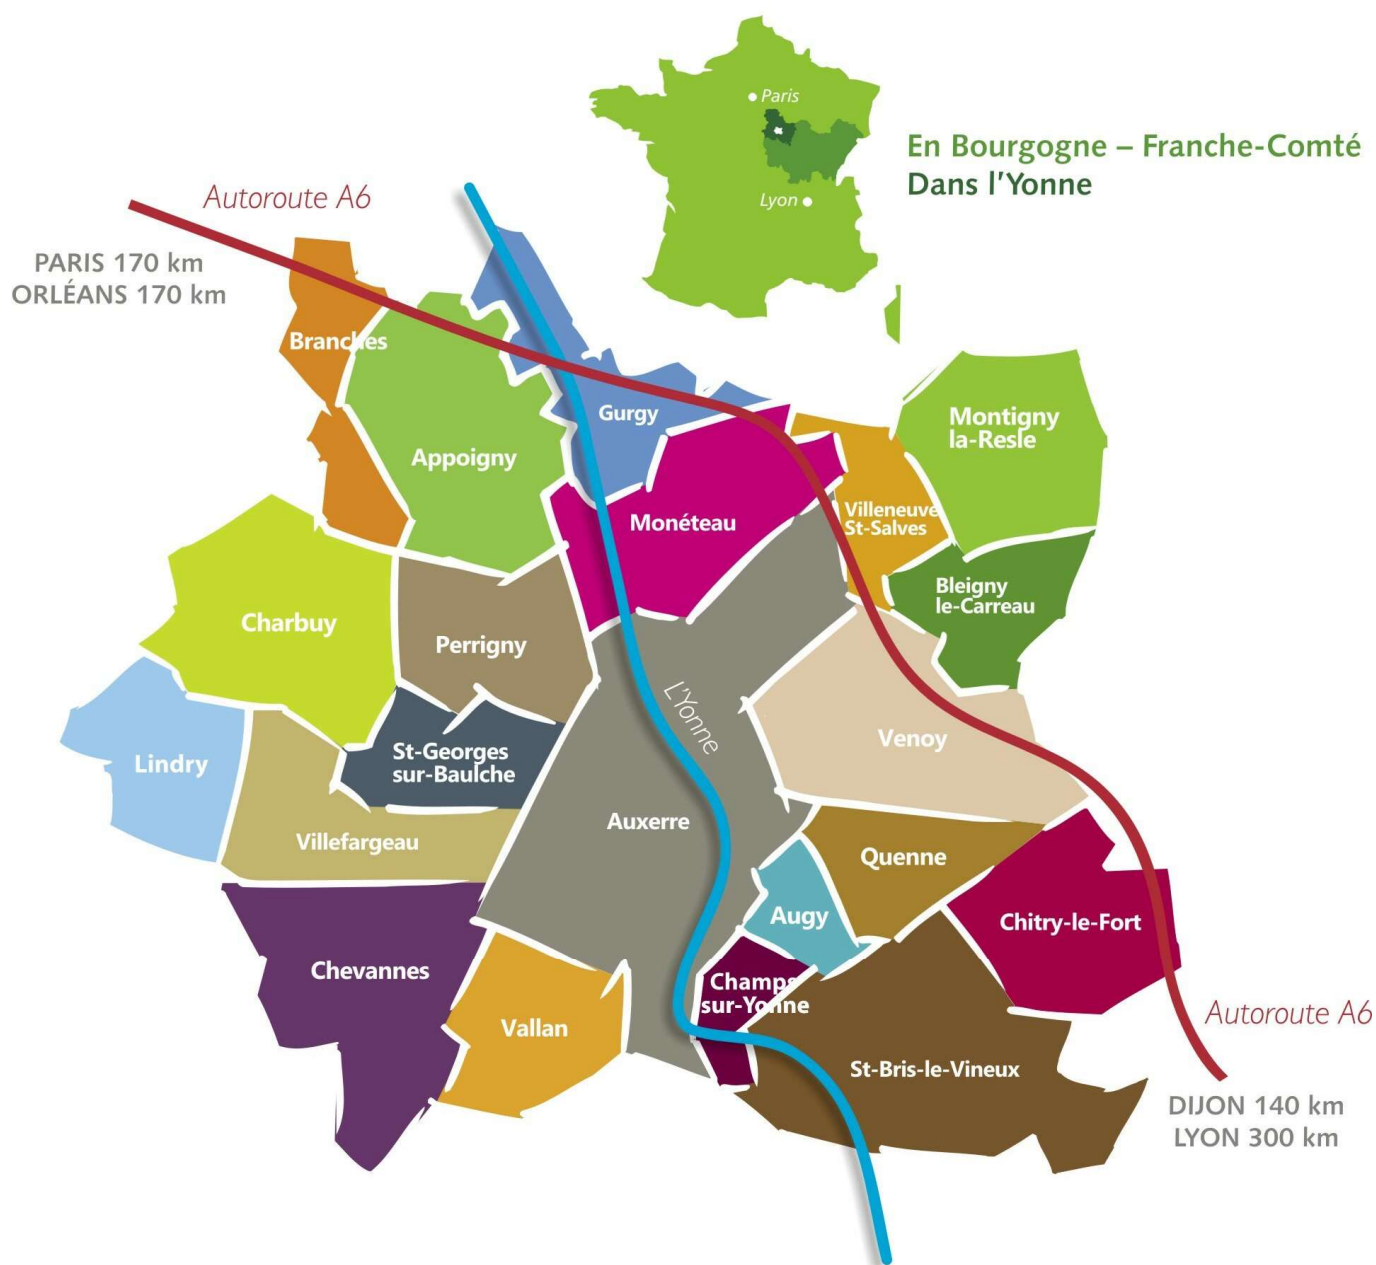 Paris
En Bourgogne – Franche-Comté
Dans l'Yonne
Lyon
Autoroute A6
PARIS 170 km
ORLÉANS 170 km
Branches
Gurgy
Appoigny
Montigny
la-Resle
Monéteau
Villeneuve
St-Salves
Bleigny
le-Carreau
Charbuy
Perrigny
L'Yonne
Venoy
Lindry
St-Georges
sur-Baulche
Auxerre
Villefargeau
Quenne
Augy
Chitry-le-Fort
Chevannes
Champs
sur-Yonne
Vallan
Autoroute A6
St-Bris-le-Vineux
DIJON 140 km
LYON 300 km